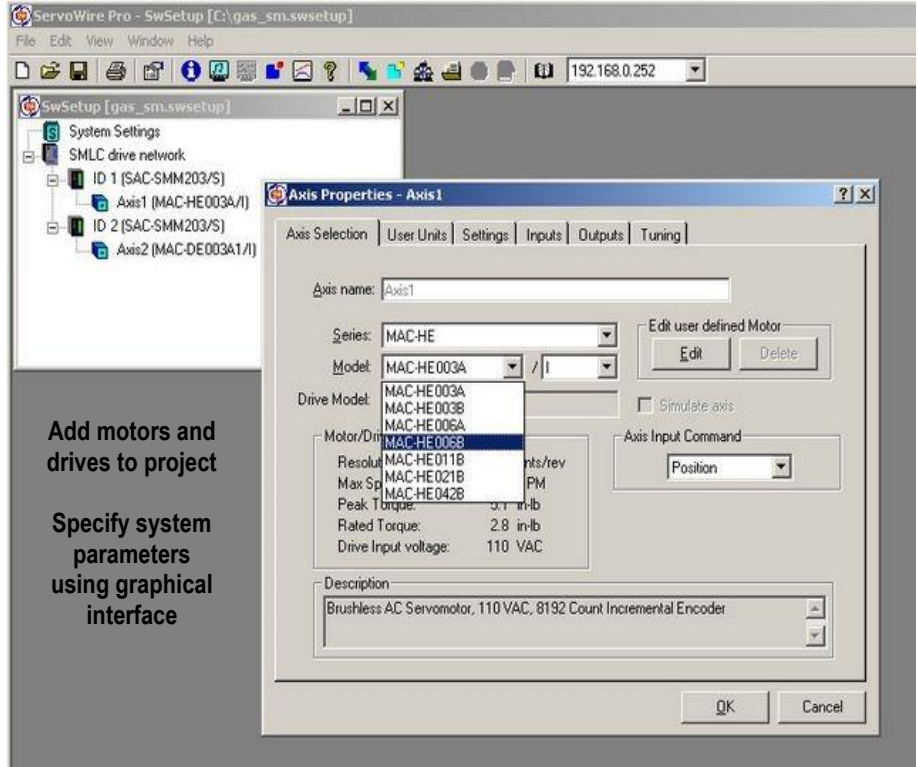 ServoWire Pro - SwSetup [C:\gas_sm.swsetup]
File Edit View Window Help
192.168.0.252
SwSetup [gas_sm.swsetup]
System Settings
SMLC drive network
ID 1 (SAC-SMM203/S)
Axis1 (MAC-HE003A/I)
ID 2 (SAC-SMM203/S)
Axis2 (MAC-DE003A1/I)
Add motors and
drives to project
Specify system
parameters
using graphical
interface
Axis Properties - Axis1
Axis Selection User Units Settings Inputs Outputs Tuning
Axis name: Axis1
Series: MAC-HE
Model: MAC-HE003A / I
MAC-HE003A
MAC-HE003B
MAC-HE006A
MAC-HE006B
MAC-HE011B
MAC-HE021B
MAC-HE042B
Edit user defined Motor
Edit Delete
Drive Model:
Simulate axis
Axis Input Command
Position
Peak Torque: 5.1 in-lb
Rated Torque: 2.8 in-lb
Drive Input voltage: 110 VAC
Description
Brushless AC Servomotor, 110 VAC, 8192 Count Incremental Encoder
OK Cancel